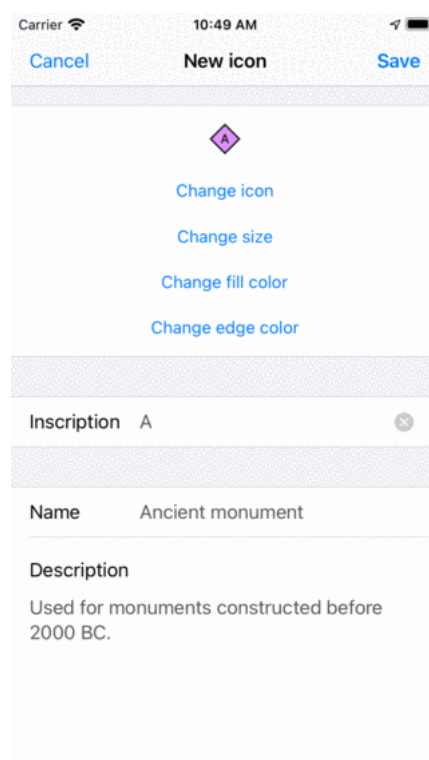 Carrier 10:49 AM
Cancel New icon Save
A
Change icon
Change size
Change fill color
Change edge color
Inscription A
Name Ancient monument
Description
Used for monuments constructed before
2000 BC.